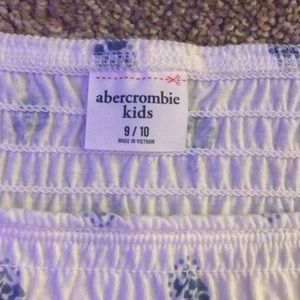 abercrombie
kids
9 / 10
MADE IN VIETNAM